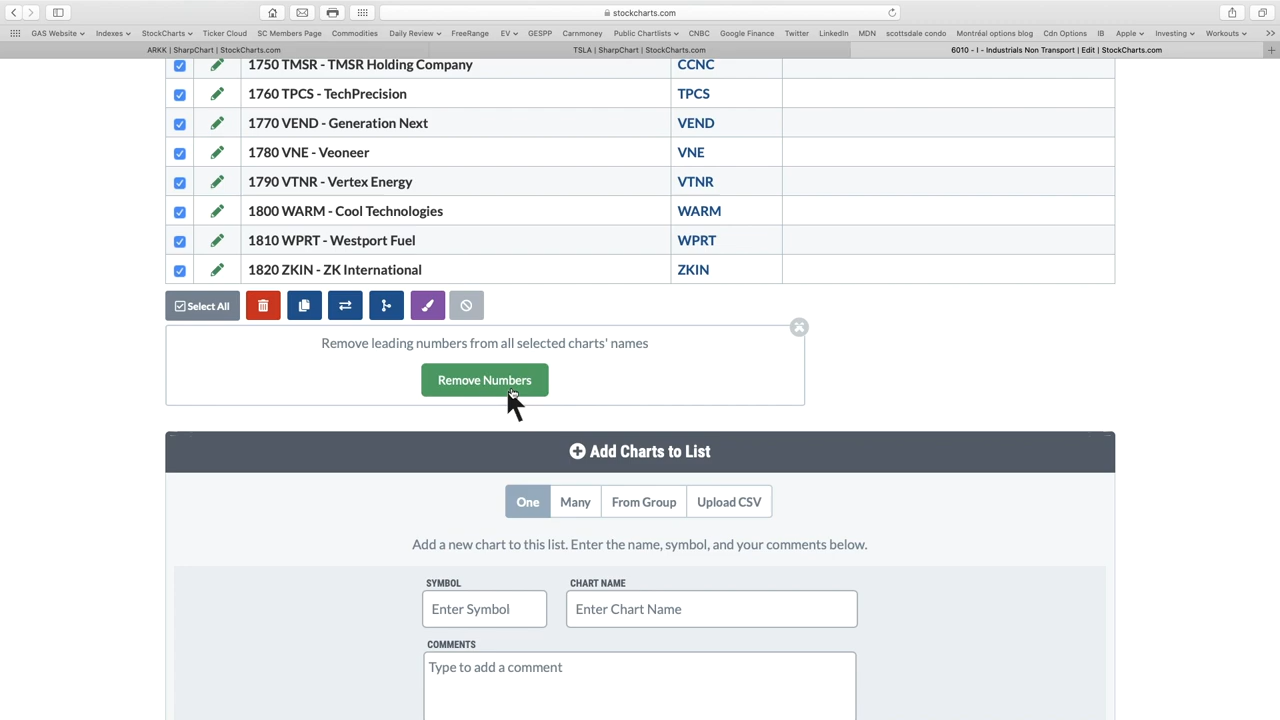 stockcharts.com
GAS Website Indexes StockCharts Ticker Cloud SC Members Page Commodities Daily Review FreeRange EV GESPP Carnmoney Public Chartlists CNBC Google Finance Twitter LinkedIn MDN scottsdale condo Montréal options blog Cdn Options IB Apple Investing Workouts
ARKK | SharpChart | StockCharts.com TSLA | SharpChart | StockCharts.com 6010 - I - Industrials Non Transport | Edit | StockCharts.com
1750 TMSR - TMSR Holding Company CCNC
1760 TPCS - TechPrecision TPCS
1770 VEND - Generation Next VEND
1780 VNE - Veoneer VNE
1790 VTNR - Vertex Energy VTNR
1800 WARM - Cool Technologies WARM
1810 WPRT - Westport Fuel WPRT
1820 ZKIN - ZK International ZKIN
Select All
Remove leading numbers from all selected charts' names
Remove Numbers
Add Charts to List
One Many From Group Upload CSV
Add a new chart to this list. Enter the name, symbol, and your comments below.
SYMBOL CHART NAME
Enter Symbol Enter Chart Name
COMMENTS
Type to add a comment